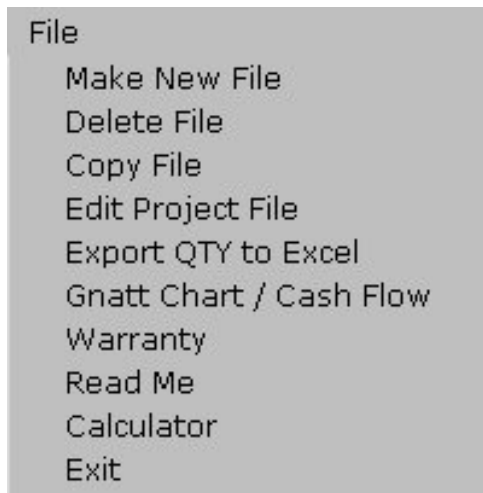 File
Make New File
Delete File
Copy File
Edit Project File
Export QTY to Excel
Gnatt Chart / Cash Flow
Warranty
Read Me
Calculator
Exit